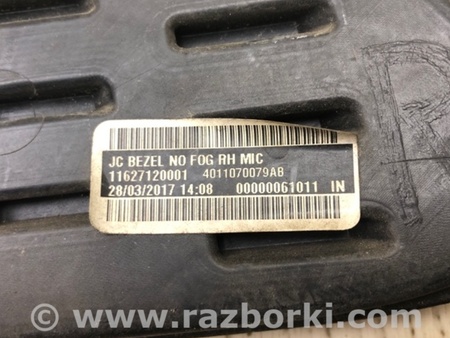 JC BEZEL NO FOG RH MIC
11627120001 4011070079AB
28/03/2017 14:08 00000061011 IN
R
www.razborki.com